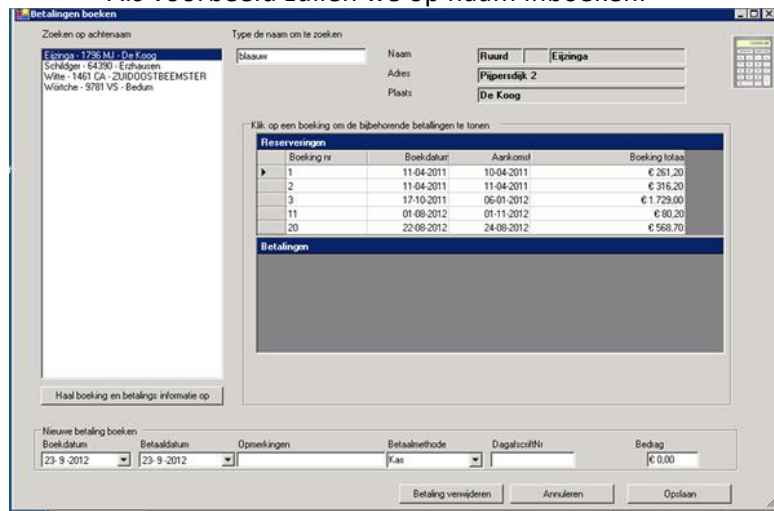 Als voorbeeld zullen we op naam inboeken.
Betalingen boeken
Zoeken op achtenaam
Type de naam om te zoeken
Eijzinga - 1796 MJ - De Koog
Schildger - 64390 - Erzhausen
Witte - 1461 CA - ZUIDOOSTBEEMSTER
Wörtche - 9781 VS - Bedum
blaauw
Naam Ruurd Eijzinga
Adres Pijpersdijk 2
Plaats De Koog
Klik op een boeking om de bijbehorende betalingen te tonen
Reserveringen
Boeking nr Boekdatum Aankomst Boeking totaa
1 11-04-2011 10-04-2011 € 261,20
2 11-04-2011 11-04-2011 € 316,20
3 17-10-2011 06-01-2012 € 1.729,00
11 01-08-2012 01-11-2012 € 80,20
20 22-08-2012 24-08-2012 € 568,70
Betalingen
Haal boeking en betalings informatie op
Nieuwe betaling boeken
Boekdatum Betaaldatum Opmerkingen Betaalmethode DagafscriftNr Bedrag
23- 9 -2012 23- 9 -2012 Kas € 0,00
Betaling verwijderen Annuleren Opslaan